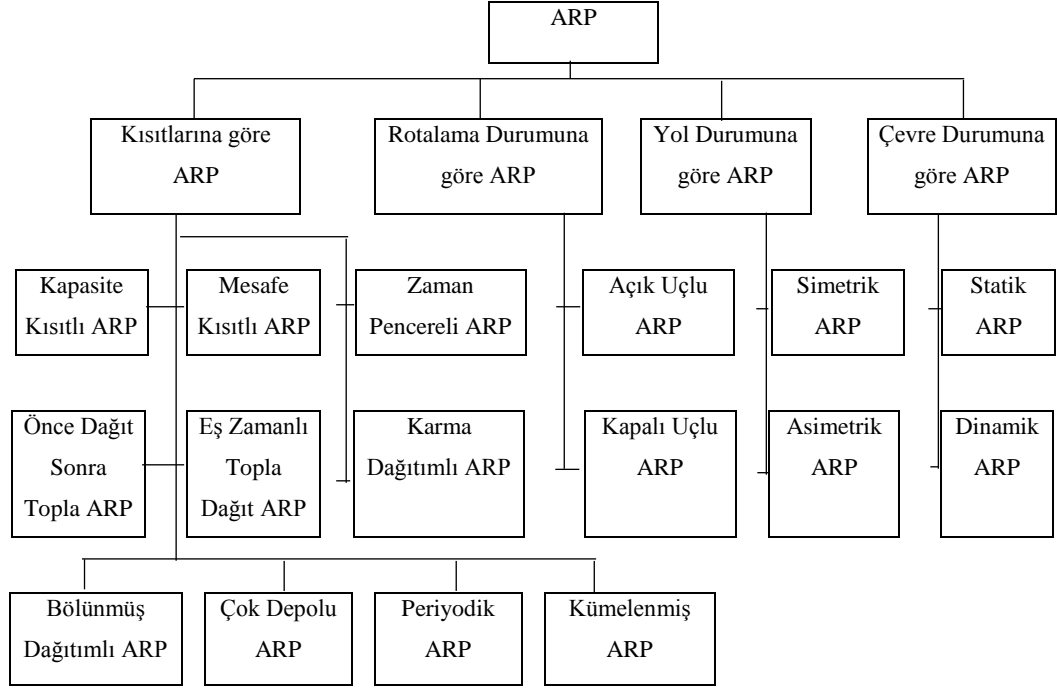 ARP
Kısıtlarına göre
ARP
Rotalama Durumuna
göre ARP
Yol Durumuna
göre ARP
Çevre Durumuna
göre ARP
Kapasite
Kısıtlı ARP
Mesafe
Kısıtlı ARP
Zaman
Pencereli ARP
Açık Uçlu
ARP
Simetrik
ARP
Statik
ARP
Önce Dağıt
Sonra
Topla ARP
Eş Zamanlı
Topla
Dağıt ARP
Karma
Dağıtımlı ARP
Kapalı Uçlu
ARP
Asimetrik
ARP
Dinamik
ARP
Bölünmüş
Dağıtımlı ARP
Çok Depolu
ARP
Periyodik
ARP
Kümelenmiş
ARP